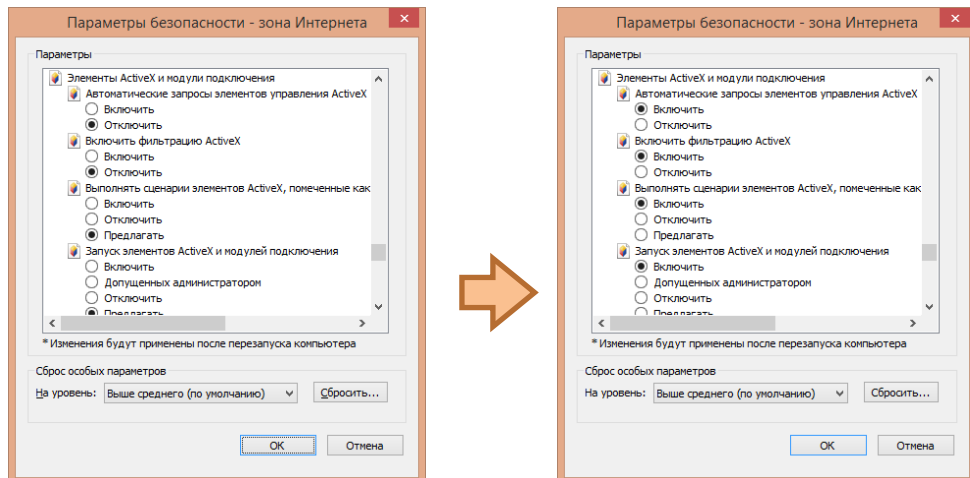 Параметры безопасности - зона Интернета
Параметры
Элементы ActiveX и модули подключения
Автоматические запросы элементов управления ActiveX
Включить
Отключить
Включить фильтрацию ActiveX
Включить
Отключить
Выполнять сценарии элементов ActiveX, помеченные как
Включить
Отключить
Предлагать
Запуск элементов ActiveX и модулей подключения
Включить
Допущенных администратором
Отключить
Предлагать
* Изменения будут применены после перезапуска компьютера
Сброс особых параметров
На уровень: Выше среднего (по умолчанию) Сбросить...
ОК Отмена
Параметры безопасности - зона Интернета
Параметры
Элементы ActiveX и модули подключения
Автоматические запросы элементов управления ActiveX
Включить
Отключить
Включить фильтрацию ActiveX
Включить
Отключить
Выполнять сценарии элементов ActiveX, помеченные как
Включить
Отключить
Предлагать
Запуск элементов ActiveX и модулей подключения
Включить
Допущенных администратором
Отключить
Предлагать
* Изменения будут применены после перезапуска компьютера
Сброс особых параметров
На уровень: Выше среднего (по умолчанию) Сбросить...
ОК Отмена